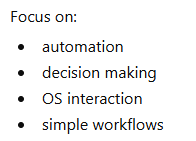 Focus on:
• automation
• decision making
• OS interaction
• simple workflows